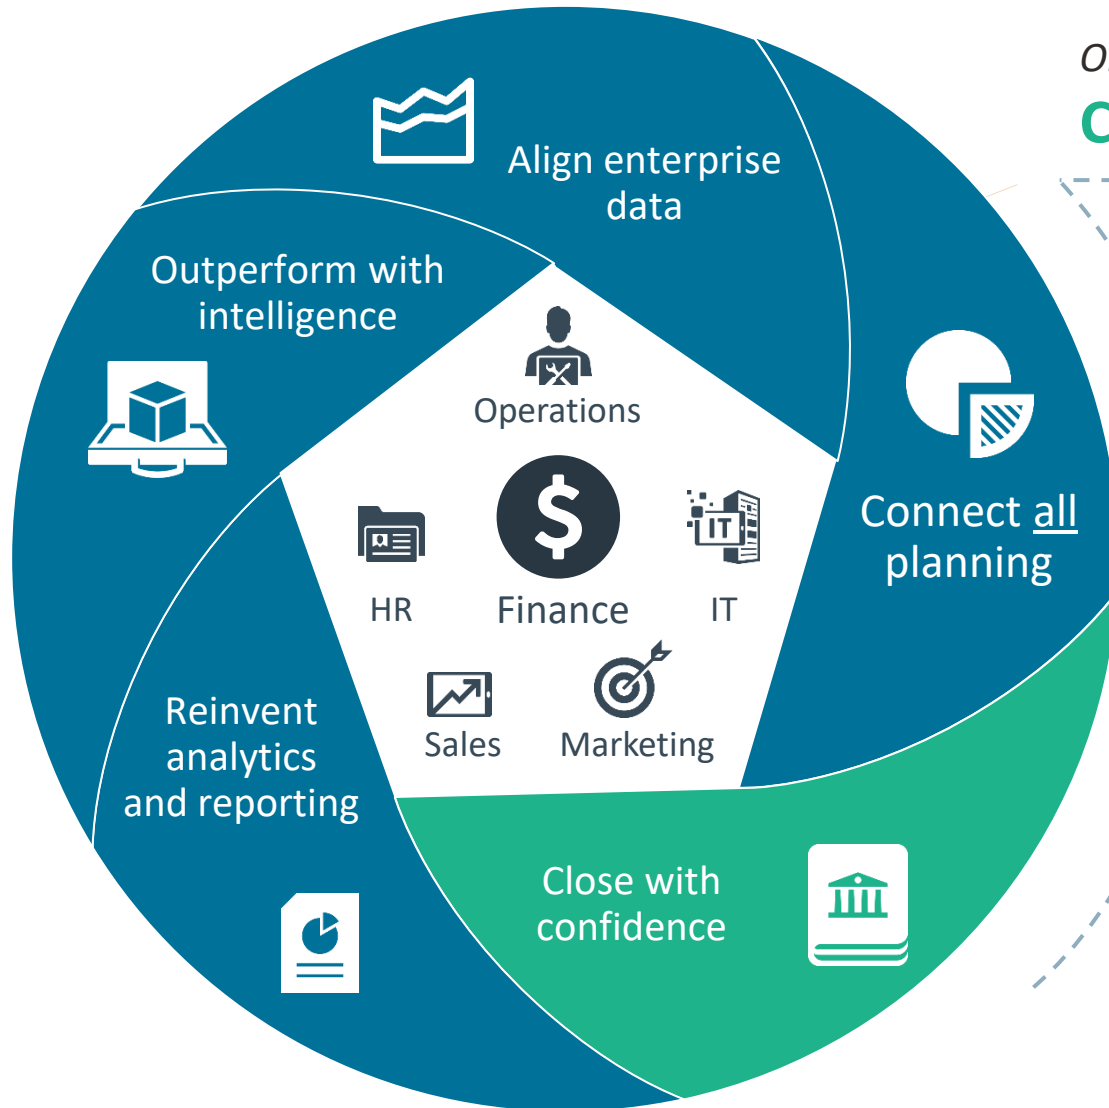 Align enterprise
data
Outperform with
intelligence
Connect all
planning
Operations
HR
Finance
IT
IT
Sales
Marketing
Reinvent
analytics
and reporting
Close with
confidence